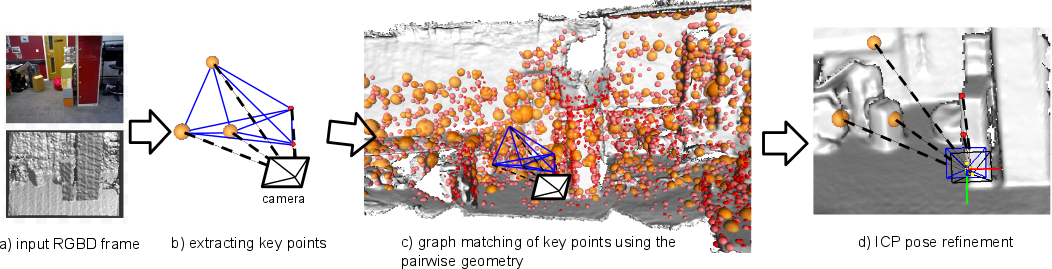 camera
a) input RGBD frame
b) extracting key points
c) graph matching of key points using the
pairwise geometry
d) ICP pose refinement